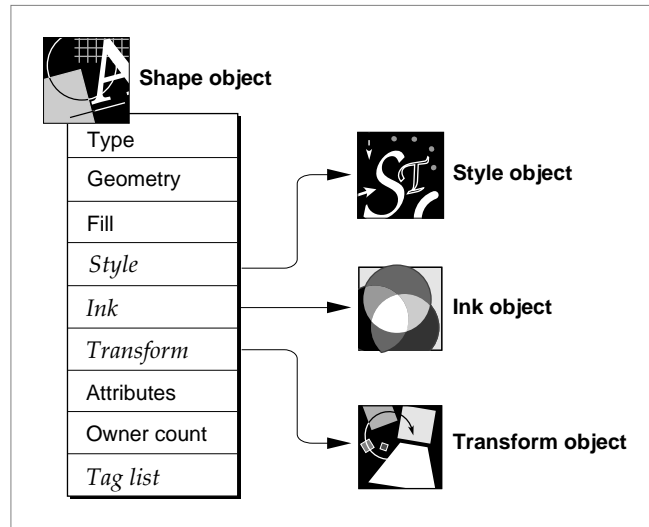 Shape object
Type
Geometry
Fill
Style
Ink
Transform
Attributes
Owner count
Tag list
Style object
Ink object
Transform object